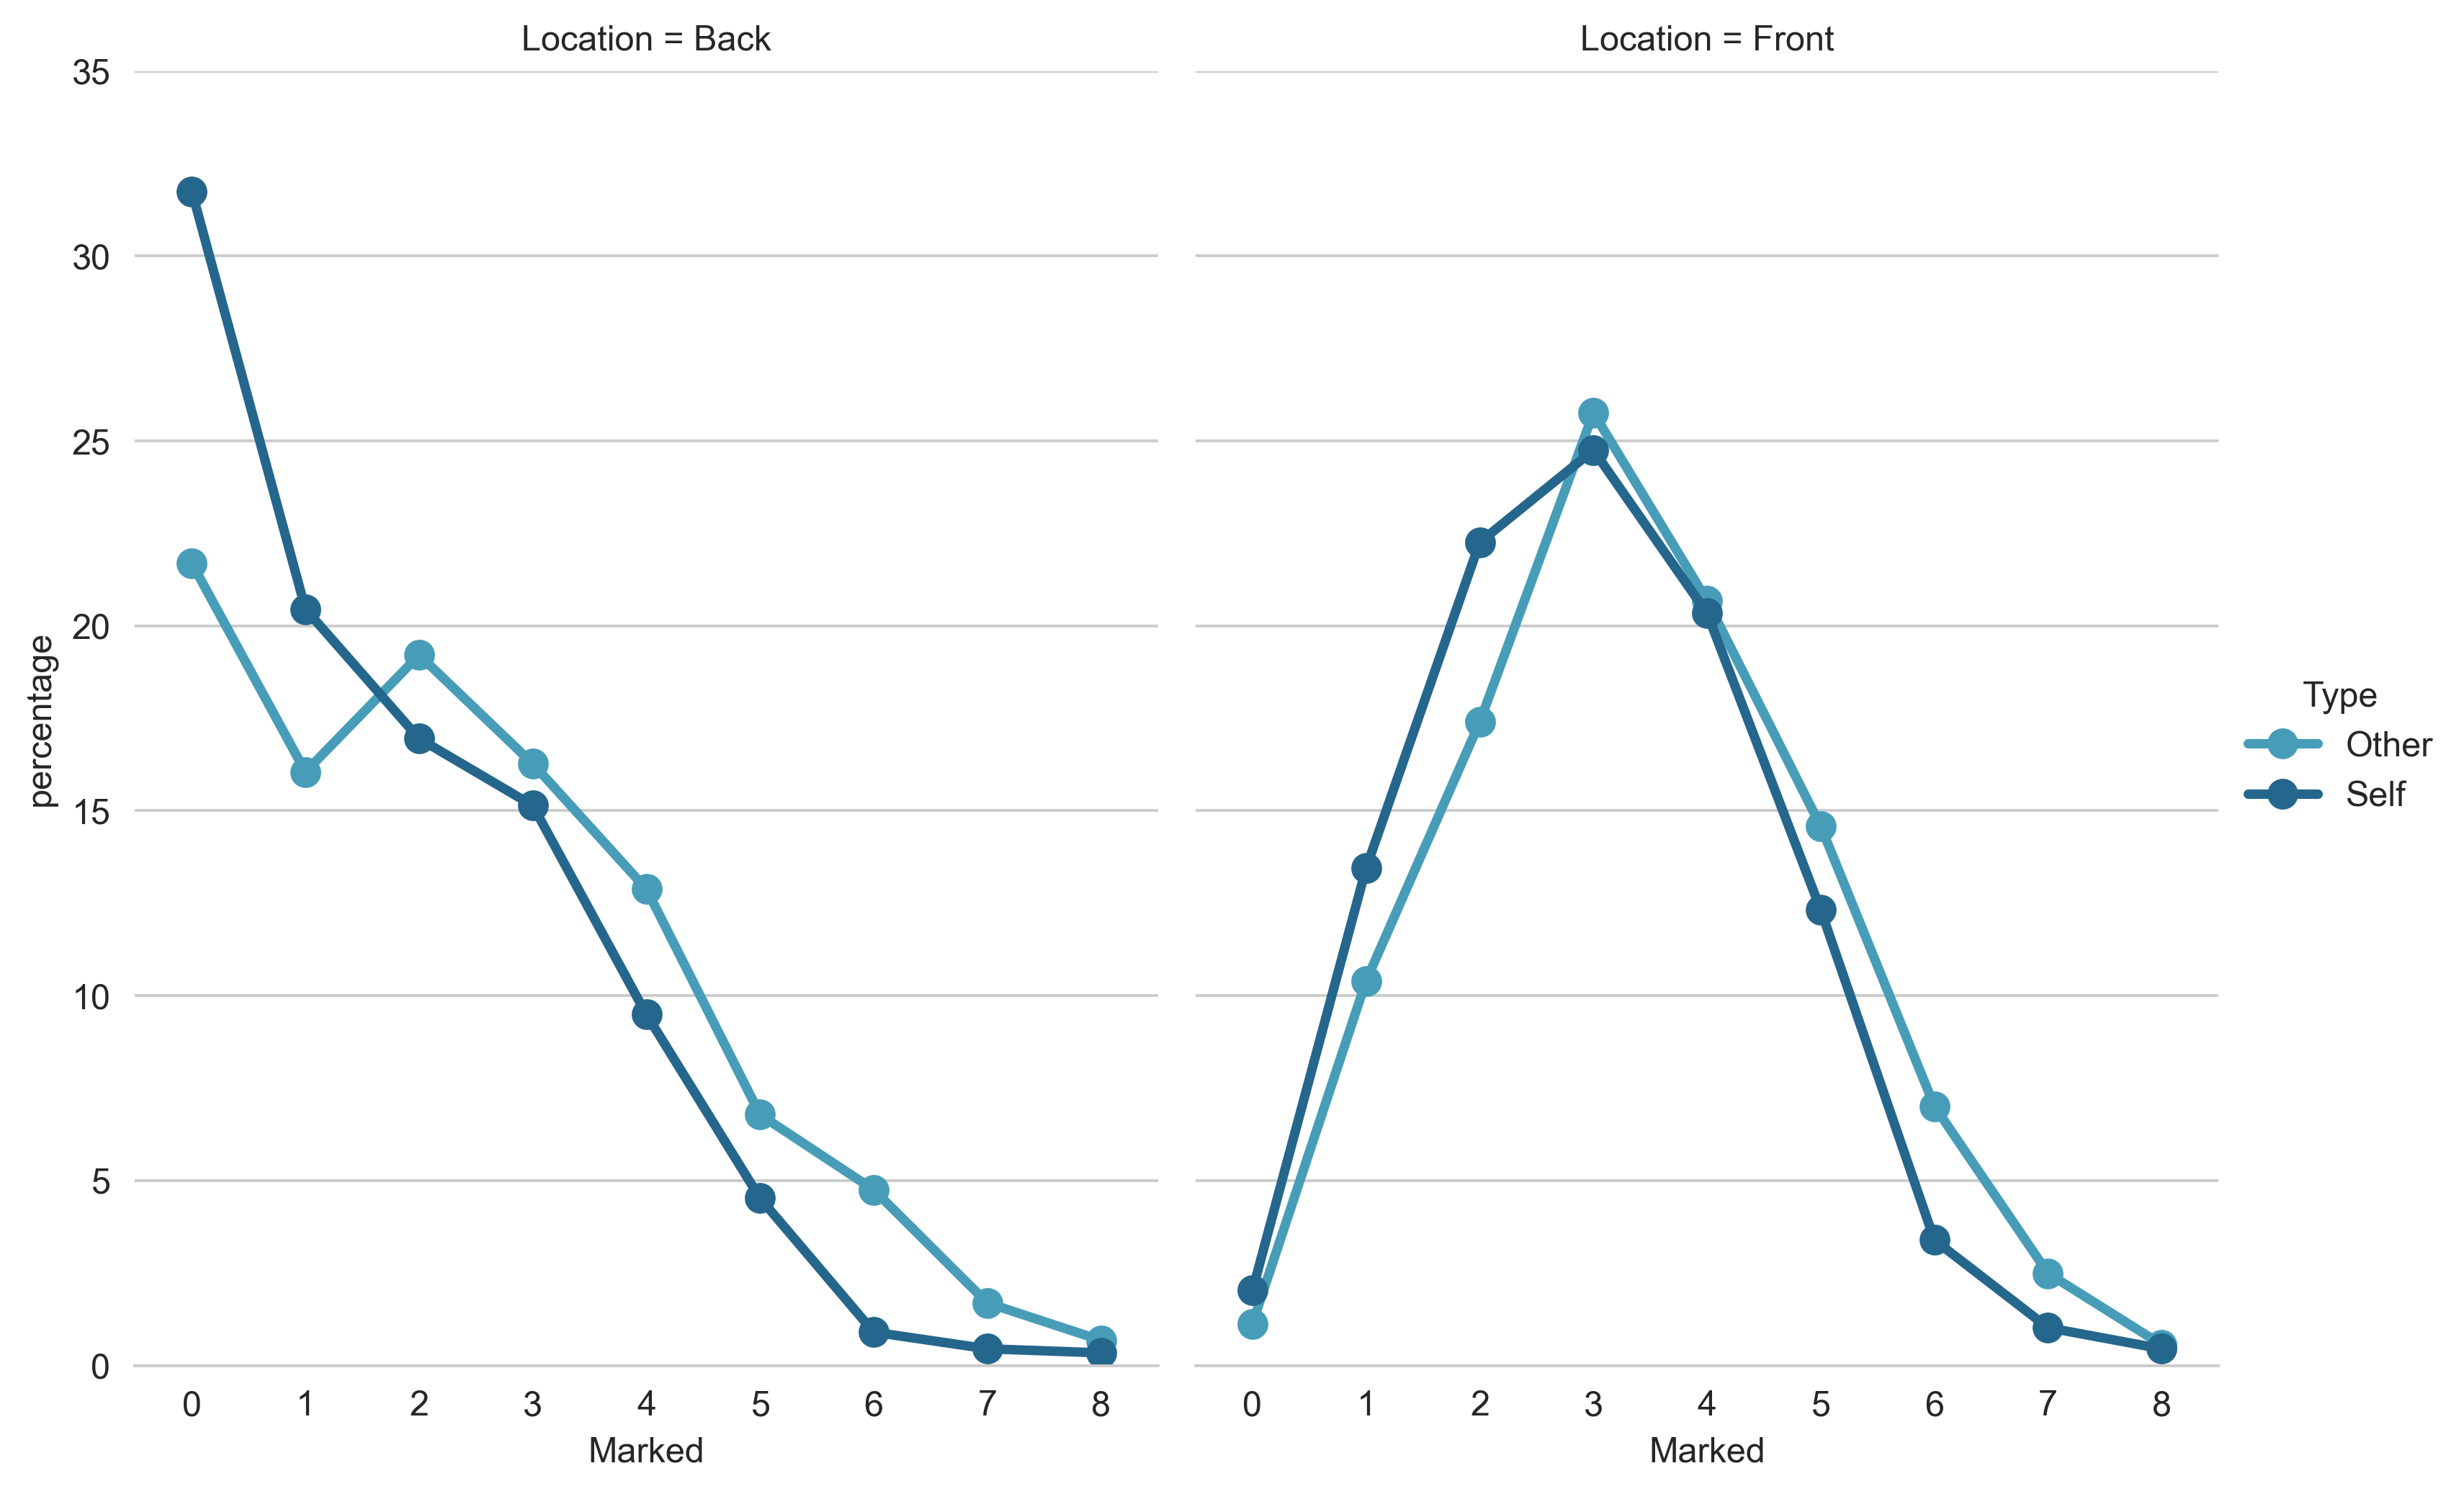 Location = Back
Location = Front
35
30
25
20
15
10
5
0
percentage
0 1 2 3 4 5 6 7 8
0 1 2 3 4 5 6 7 8
Marked
Marked
Type
Other
Self